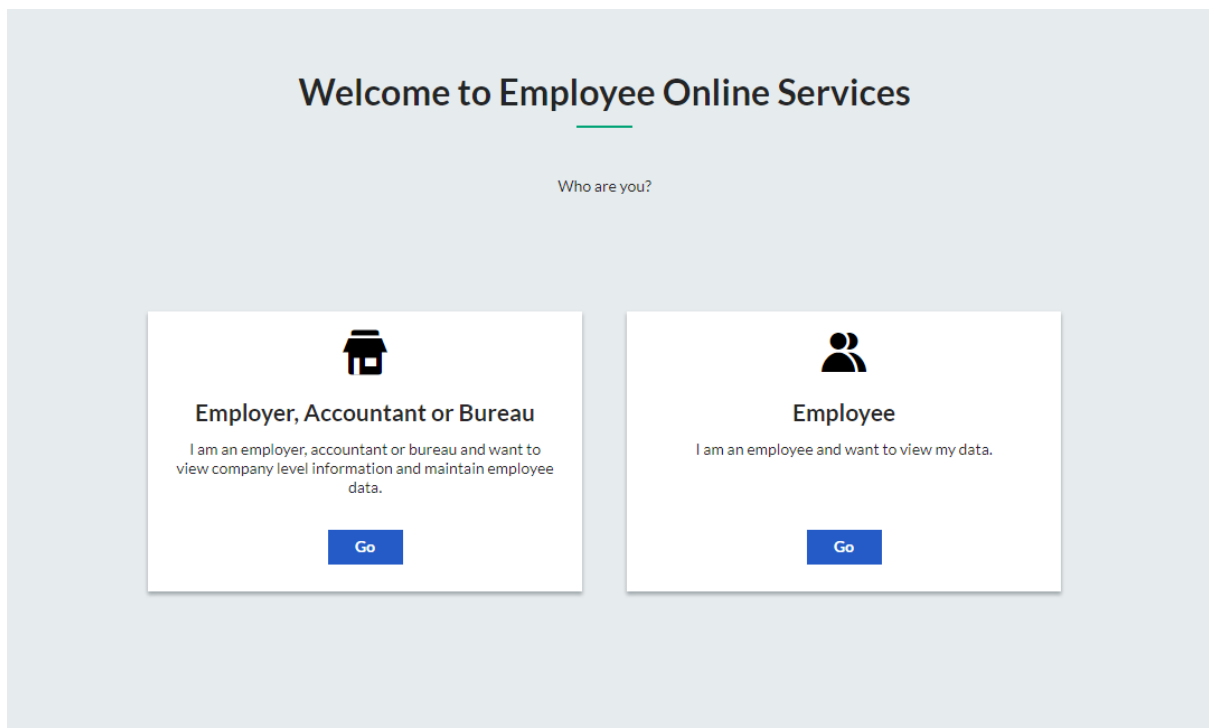 Welcome to Employee Online Services
Who are you?
Employer, Accountant or Bureau
I am an employer, accountant or bureau and want to
view company level information and maintain employee
data.
Go
Employee
I am an employee and want to view my data.
Go